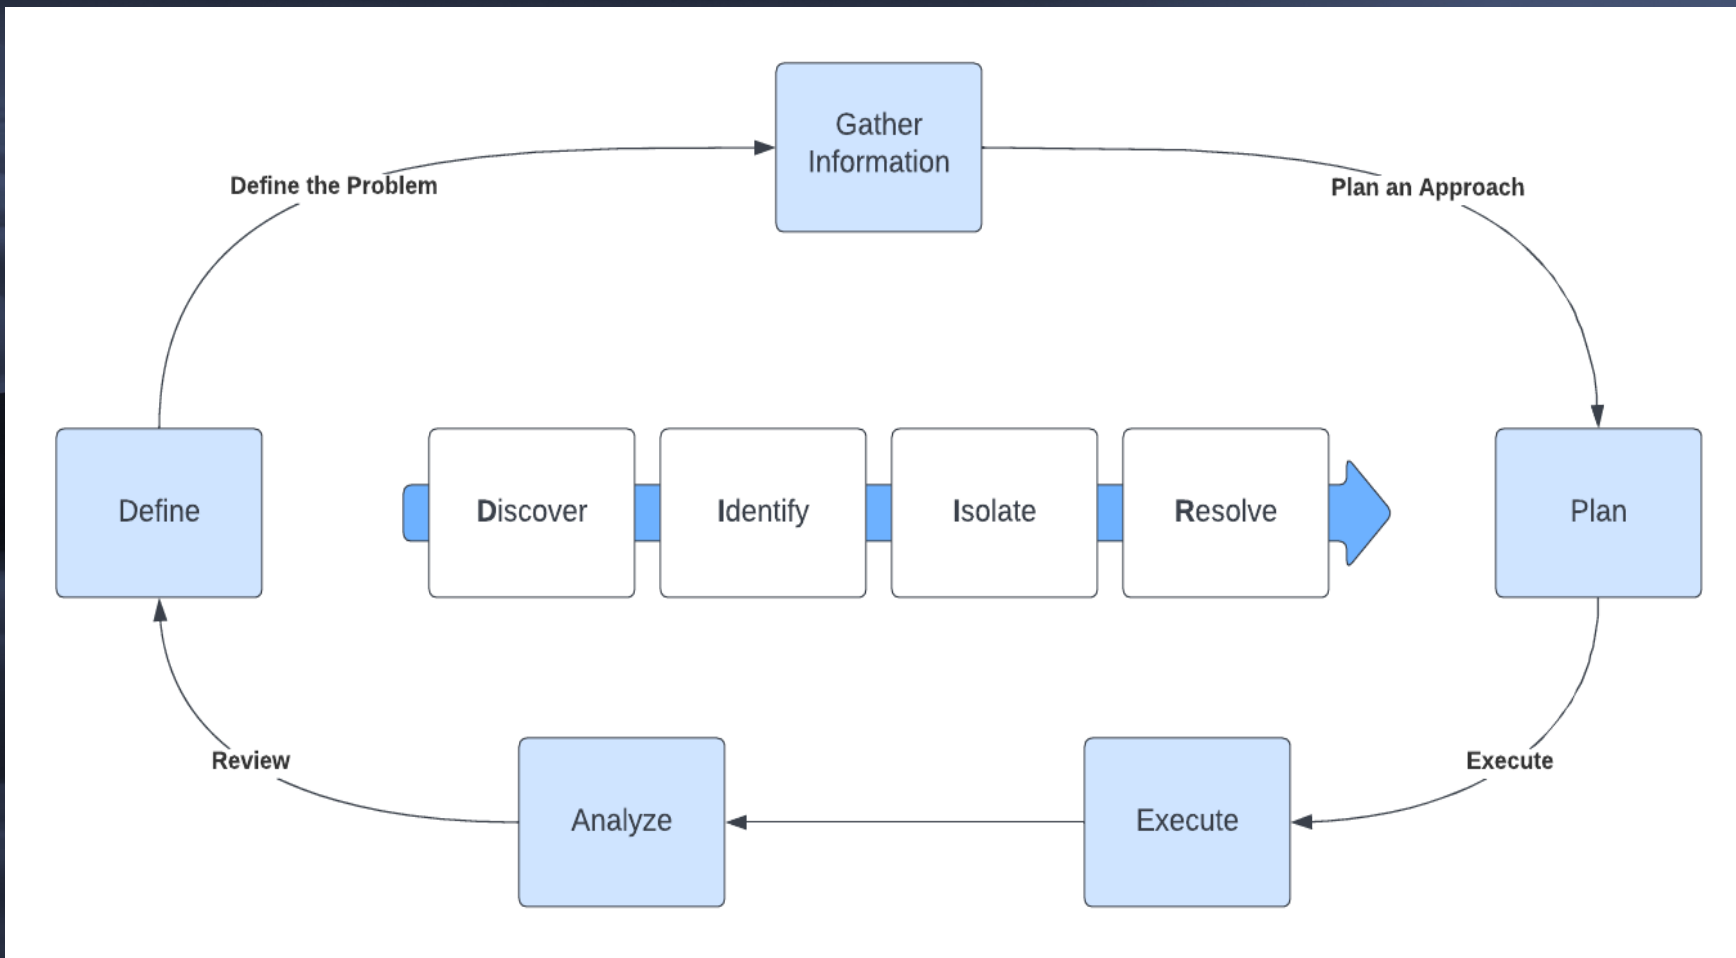 Gather
Information
Define the Problem
Plan an Approach
Define
Discover
Identify
Isolate
Resolve
Plan
Review
Execute
Analyze
Execute